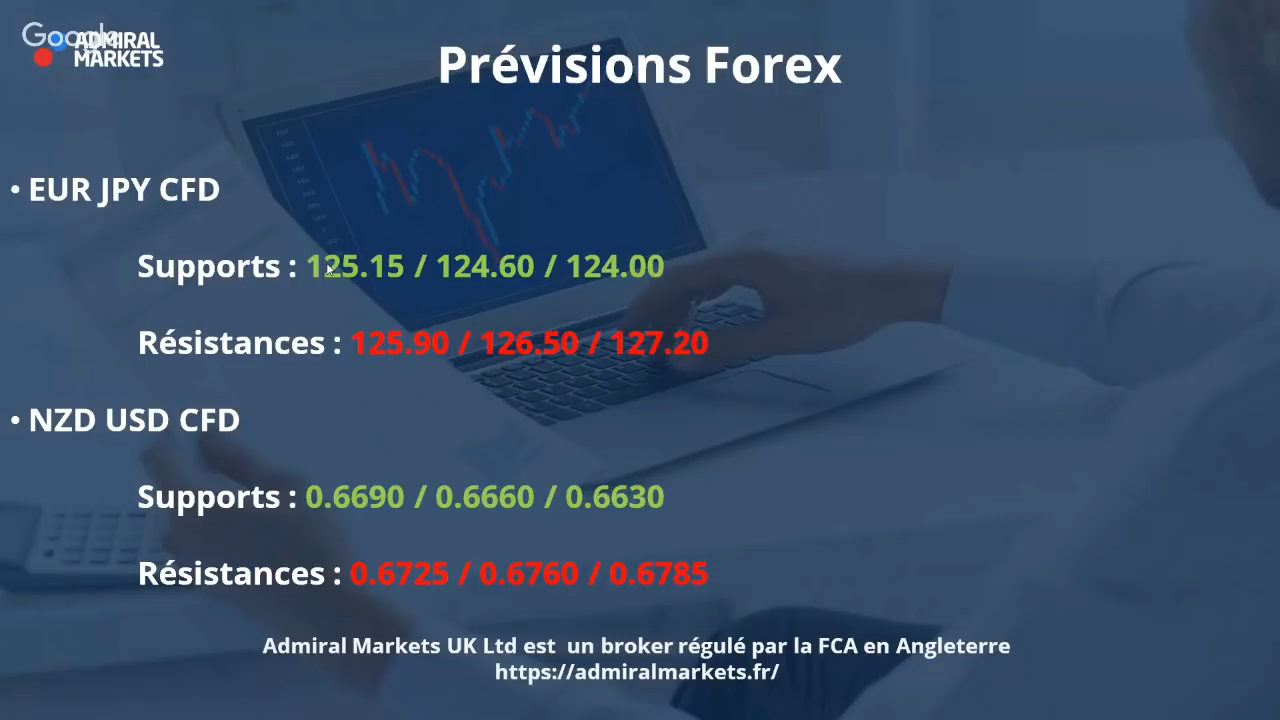 Google
ADMIRAL
MARKETS
Prévisions Forex
• EUR JPY CFD
Supports : 125.15 / 124.60 / 124.00
Résistances : 125.90 / 126.50 / 127.20
• NZD USD CFD
Supports : 0.6690 / 0.6660 / 0.6630
Résistances : 0.6725 / 0.6760 / 0.6785
Admiral Markets UK Ltd est un broker régulé par la FCA en Angleterre
https://admiralmarkets.fr/